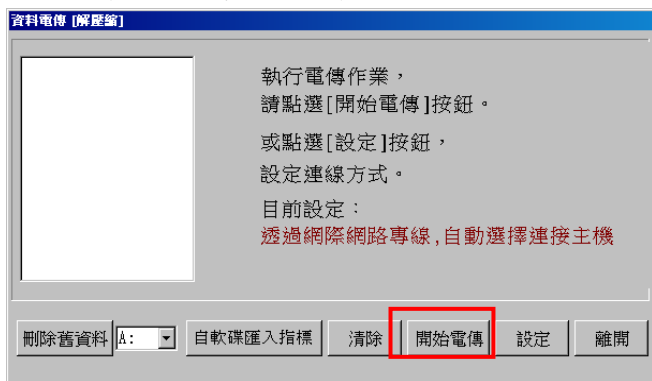 資料電傳 [解壓縮]
執行電傳作業，
請點選[開始電傳]按鈕。
或點選[設定]按鈕，
設定連線方式。
目前設定：
透過網際網路專線,自動選擇連接主機
刪除舊資料 A: 自軟碟匯入指標 清除 開始電傳 設定 離開